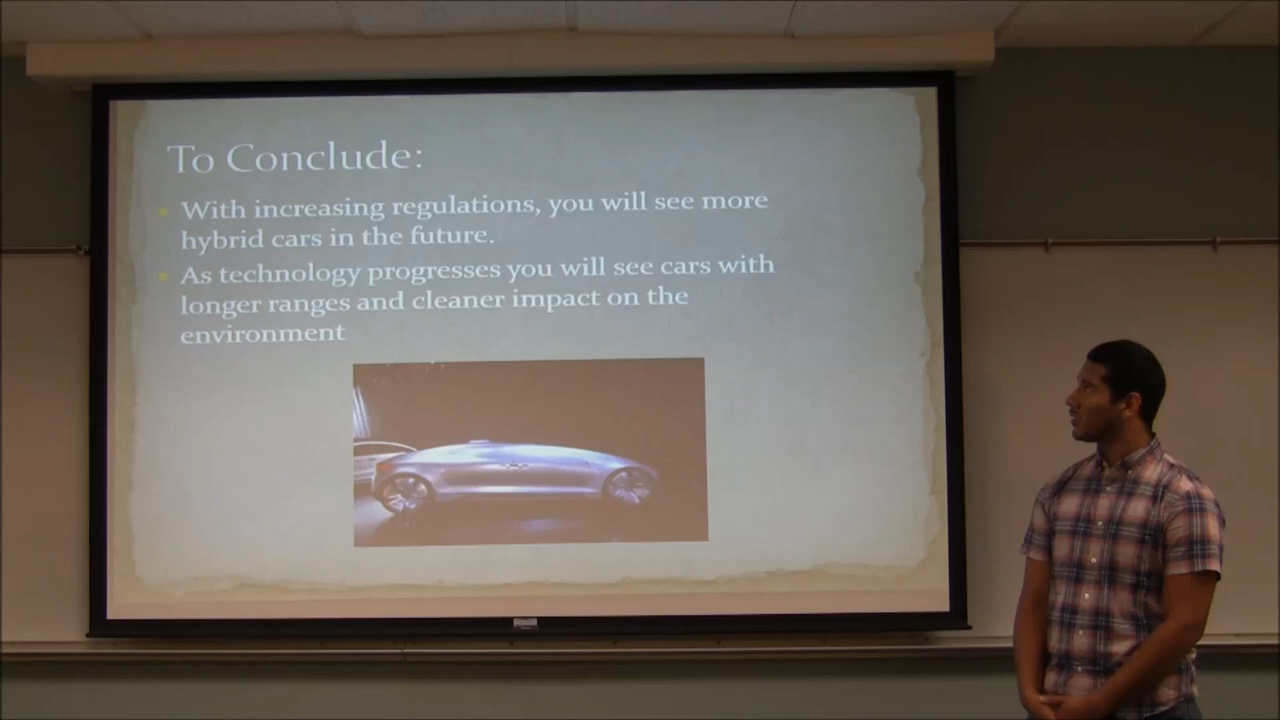 To Conclude:
With increasing regulations, you will see more
hybrid cars in the future.
As technology progresses you will see cars with
longer ranges and cleaner impact on the
environment